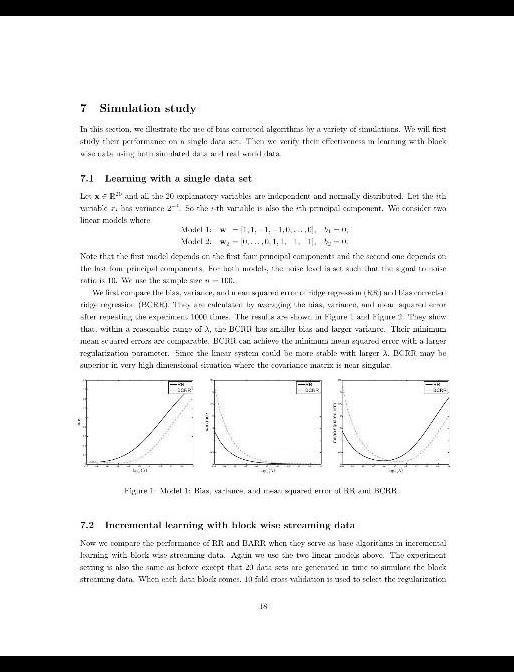 7 Simulation study
In this section, we illustrate the use of bias corrected algorithms by a variety of simulations. We will first
study their performance on a single data set. Then we verify their effectiveness in learning with block
wise data using both simulated data and real world data.
7.1 Learning with a single data set
Let x ∈ ℝ²⁰ and all the 20 explanatory variables are independent and normally distributed. Let the ith
variable xᵢ has variance 2⁻ⁱ. So the i-th variable is also the ith principal component. We consider two
linear models where
Model 1: w₁ = [1, 1, −1, −1, 0, …, 0], b₁ = 0,
Model 2: w₂ = [0, …, 0, 1, 1, −1, −1], b₂ = 0.
Note that the first model depends on the first four principal components and the second one depends on
the last four principal components. For both models, the noise level is set such that the signal to noise
ratio is 10. We use the sample size n = 100.
We first compare the bias, variance, and mean squared error of ridge regression (RR) and bias corrected
ridge regression (BCRR). They are calculated by averaging the bias, variance, and mean squared error
after repeating the experiment 1000 times. The results are shown in Figure 1 and Figure 2. They show
that, within a reasonable range of λ, the BCRR has smaller bias and larger variance. Their minimum
mean squared errors are comparable. BCRR can achieve the minimum mean squared error with a larger
regularization parameter. Since the linear system could be more stable with larger λ, BCRR may be
superior in very high dimensional situation where the covariance matrix is near singular.
RR
BCRR
RR
BCRR
RR
BCRR
bias
variance
mean squared error
log₂(λ)
log₂(λ)
log₂(λ)
Figure 1: Model 1: Bias, variance, and mean squared error of RR and BCRR.
7.2 Incremental learning with block wise streaming data
Now we compare the performance of RR and BARR when they serve as base algorithms in incremental
learning with block wise streaming data. Again we use the two linear models above. The experiment
setting is also the same as before except that 20 data sets are generated in time to simulate the block
streaming data. When each data block comes, 10 fold cross validation is used to select the regularization
18